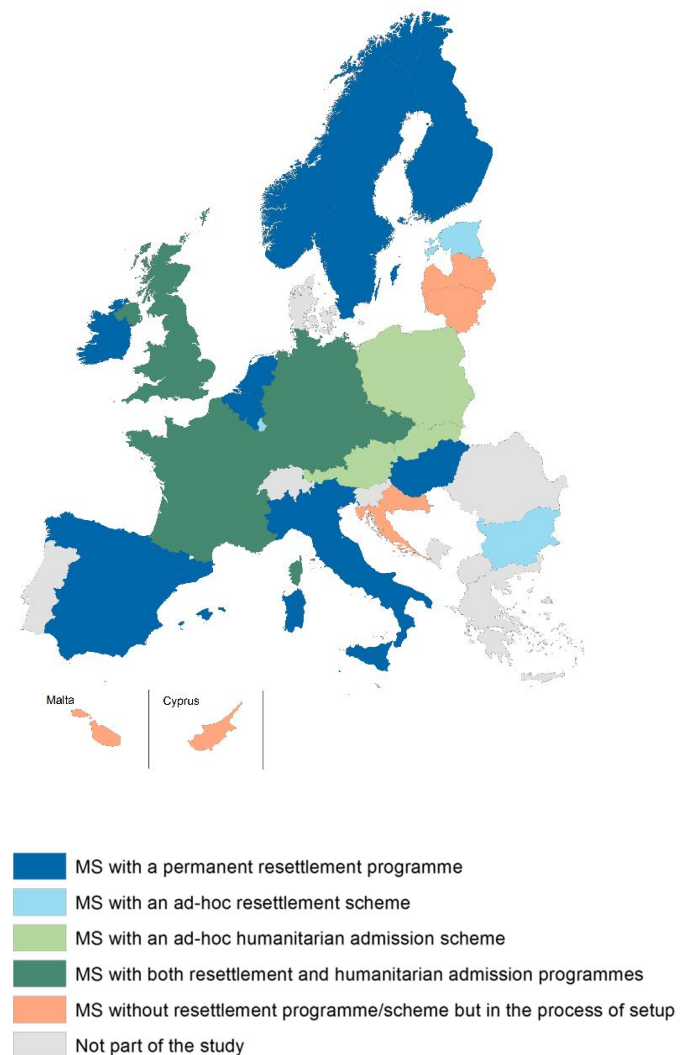 Malta
Cyprus
MS with a permanent resettlement programme
MS with an ad-hoc resettlement scheme
MS with an ad-hoc humanitarian admission scheme
MS with both resettlement and humanitarian admission programmes
MS without resettlement programme/scheme but in the process of setup
Not part of the study